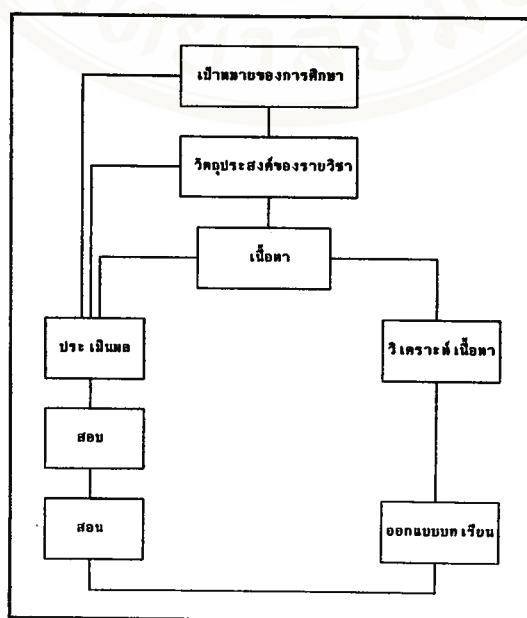 เป้าหมายของการศึกษา
วัตถุประสงค์ของรายวิชา
เนื้อหา
ประเมินผล
วิเคราะห์เนื้อหา
สอบ
สอน
ออกแบบบทเรียน